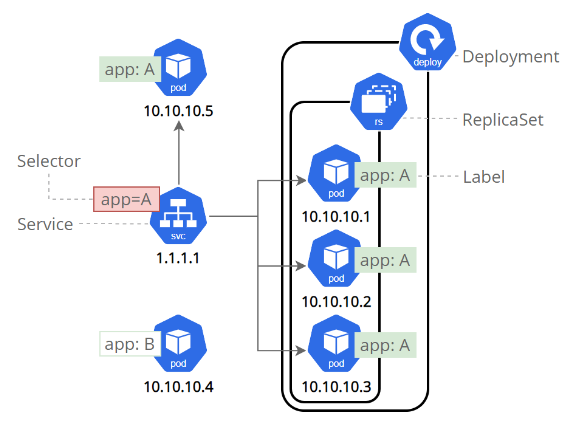 app: A
pod
10.10.10.5
deploy
Deployment
rs
ReplicaSet
Selector
app=A
Service
svc
1.1.1.1
app: A
pod
10.10.10.1
Label
app: A
pod
10.10.10.2
app: B
pod
10.10.10.4
app: A
pod
10.10.10.3